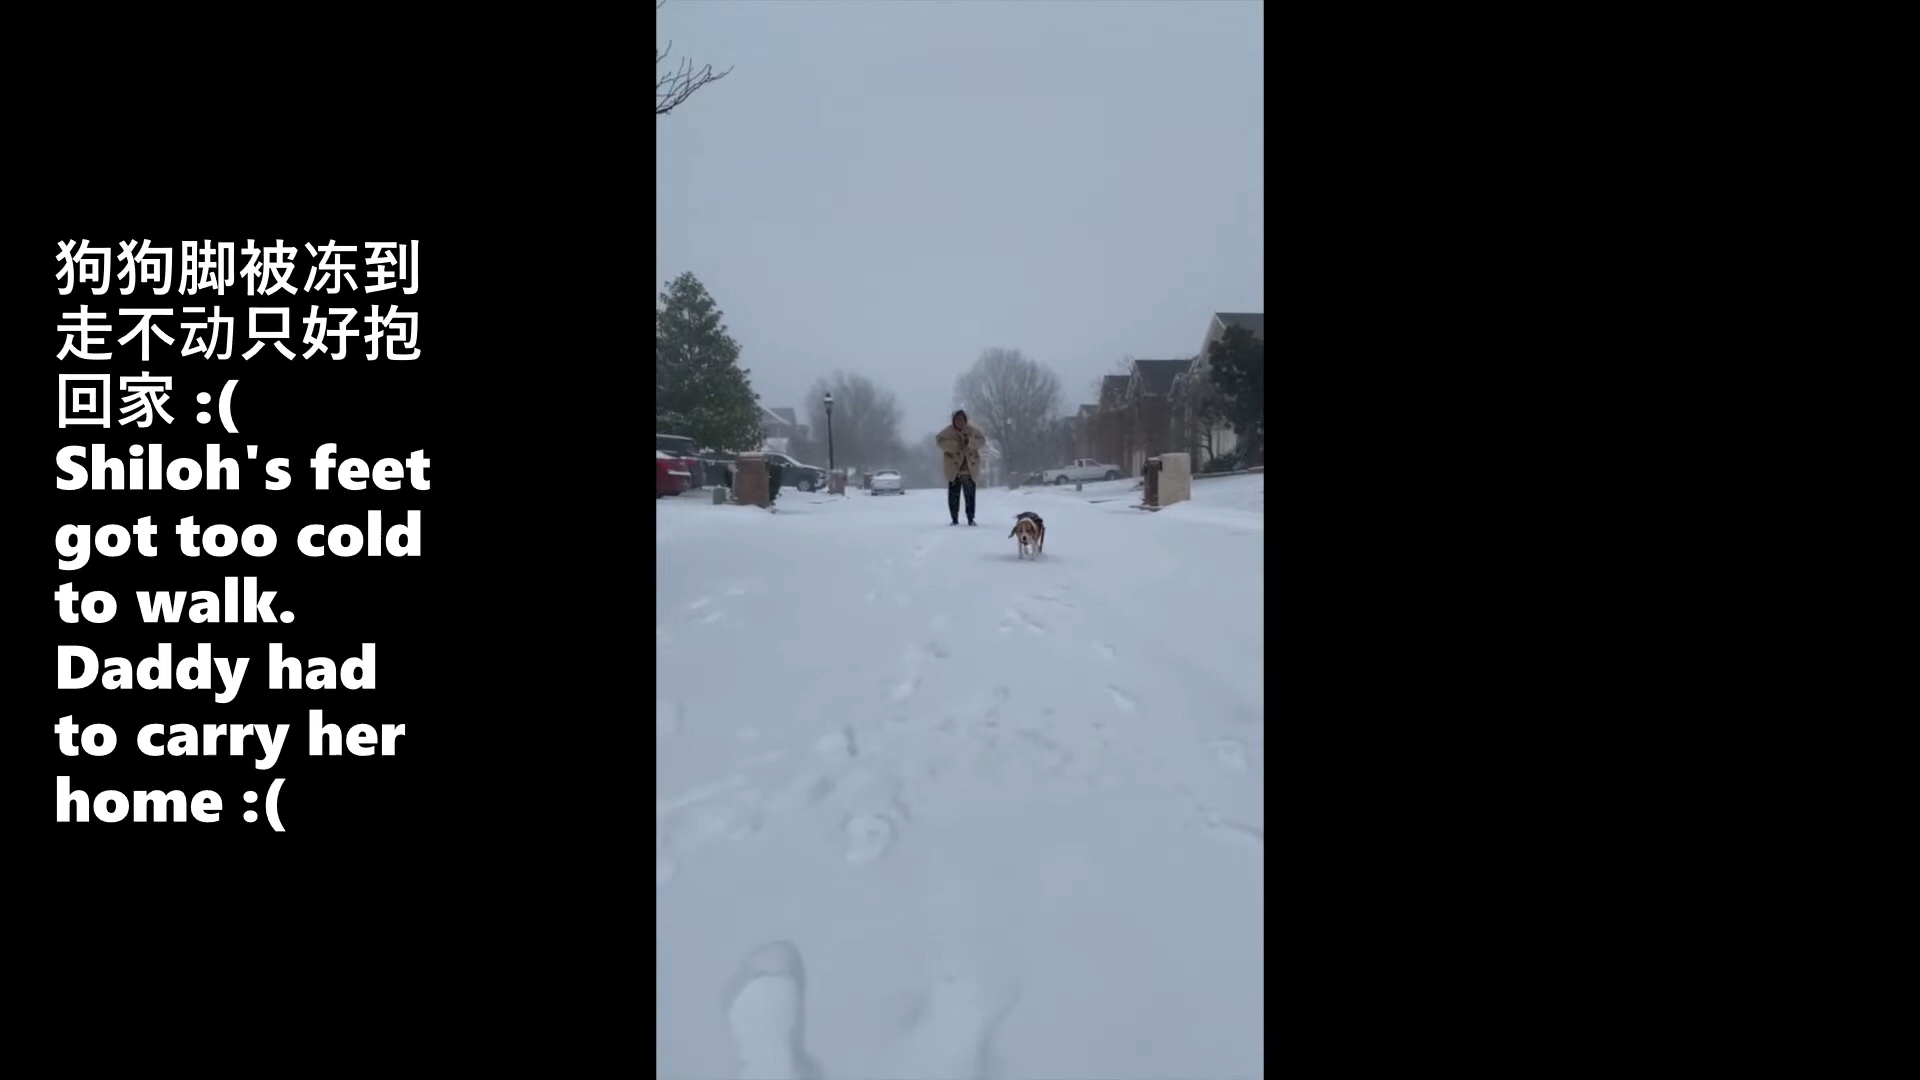 狗狗脚被冻到
走不动只好抱
回家 :(
Shiloh's feet
got too cold
to walk.
Daddy had
to carry her
home :(